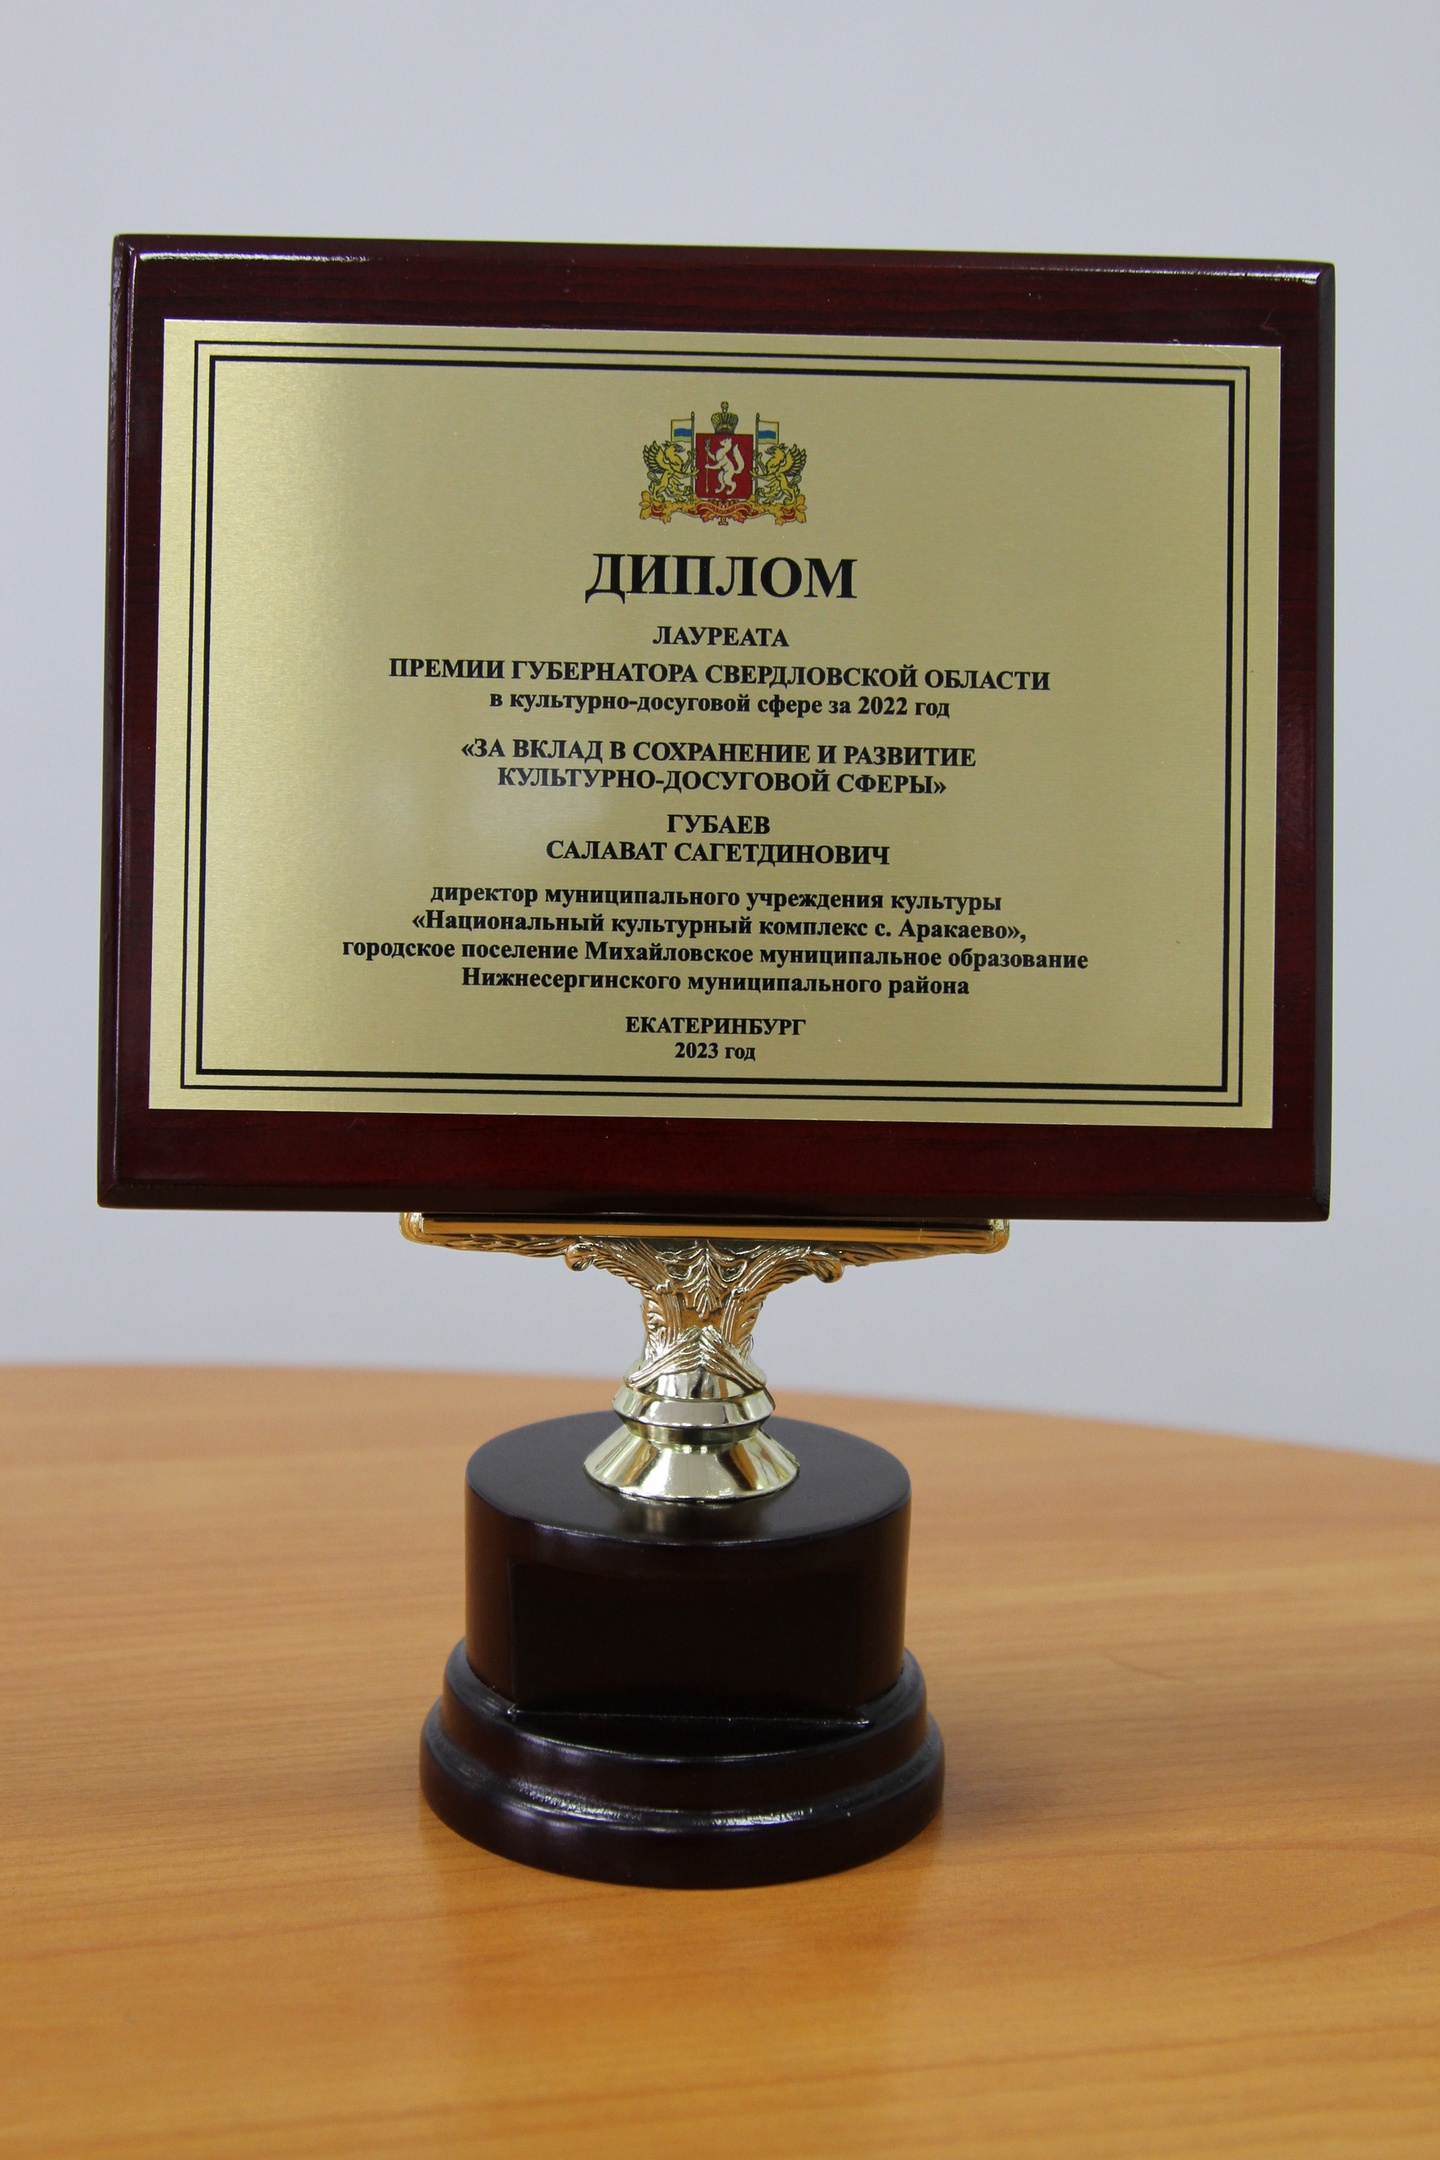 ДИПЛОМ
ЛАУРЕАТА
ПРЕМИИ ГУБЕРНАТОРА СВЕРДЛОВСКОЙ ОБЛАСТИ
в культурно-досуговой сфере за 2022 год
«ЗА ВКЛАД В СОХРАНЕНИЕ И РАЗВИТИЕ
КУЛЬТУРНО-ДОСУГОВОЙ СФЕРЫ»
ГУБАЕВ
САЛАВАТ САГЕТДИНОВИЧ
директор муниципального учреждения культуры
«Национальный культурный комплекс с. Аракаево»,
городское поселение Михайловское муниципальное образование
Нижнесергинского муниципального района
ЕКАТЕРИНБУРГ
2023 год